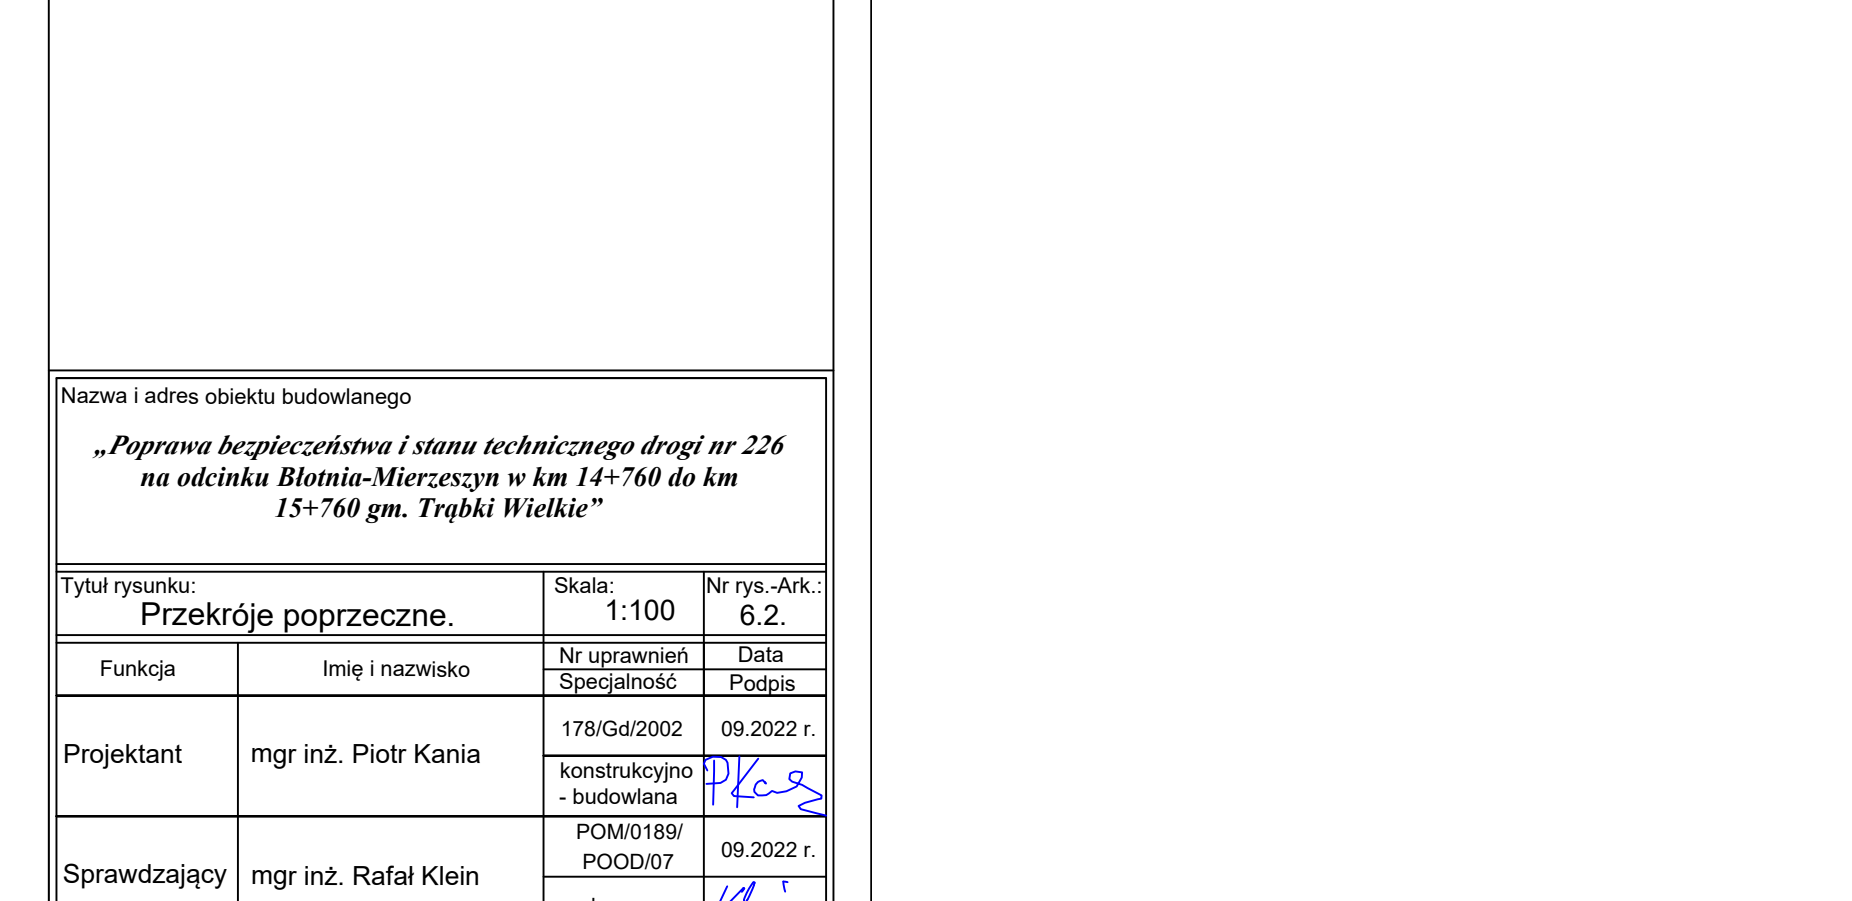 Nazwa i adres obiektu budowlanego
„Poprawa bezpieczeństwa i stanu technicznego drogi nr 226
na odcinku Błotnia-Mierzeszyn w km 14+760 do km
15+760 gm. Trąbki Wielkie”
Tytuł rysunku:
Przekróje poprzeczne.
Skala:
1:100
Nr rys.-Ark.:
6.2.
Funkcja
Imię i nazwisko
Nr uprawnień
Specjalność
Data
Podpis
Projektant
mgr inż. Piotr Kania
178/Gd/2002
09.2022 r.
konstrukcyjno
- budowlana
Sprawdzający
mgr inż. Rafał Klein
POM/0189/
POOD/07
09.2022 r.